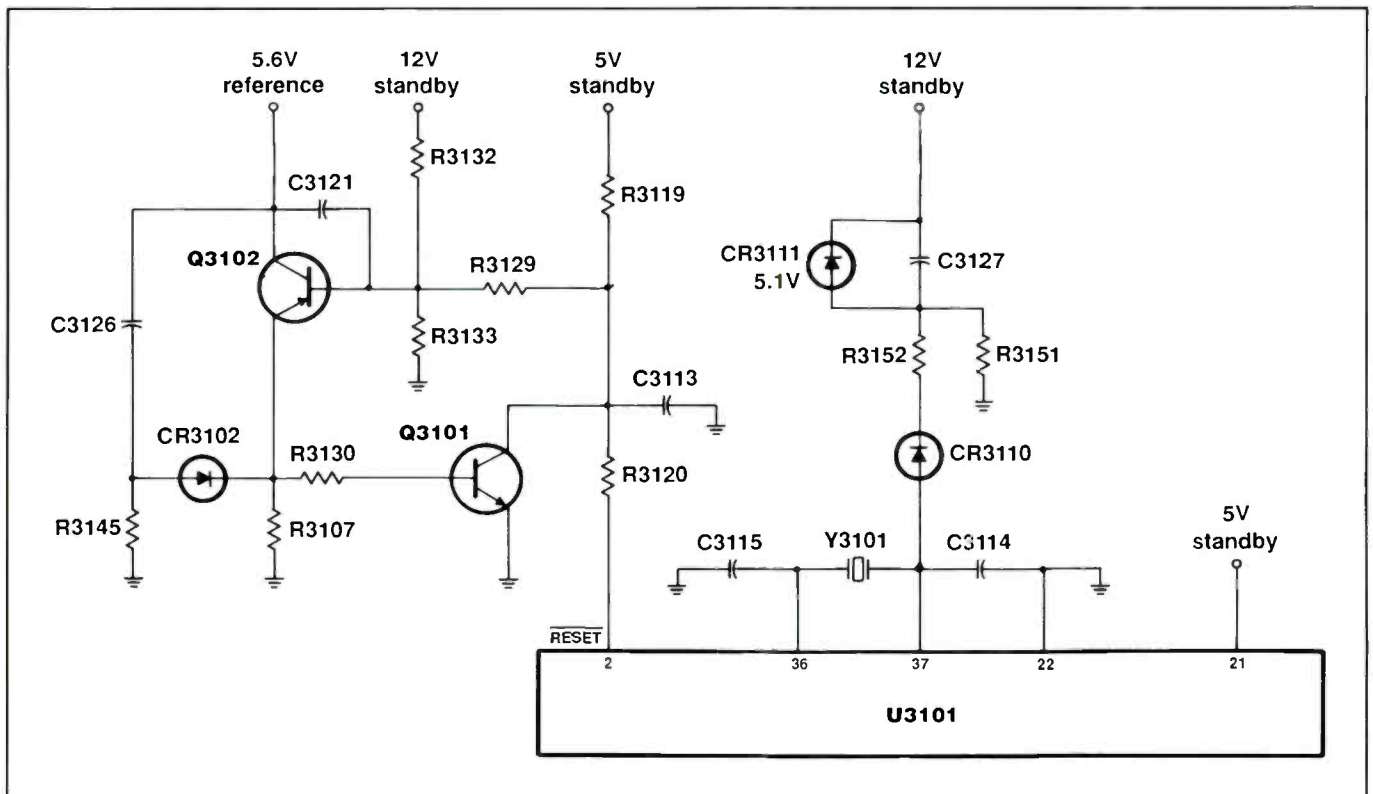 5.6V
reference
12V
standby
5V
standby
12V
standby
R3132
C3121
R3119
Q3102
R3129
CR3111
5.1V
C3127
C3126
R3133
R3152
R3151
C3113
CR3102
R3130
Q3101
CR3110
R3120
R3145
R3107
C3115
Y3101
C3114
5V
standby
RESET
2
36
37
22
21
U3101